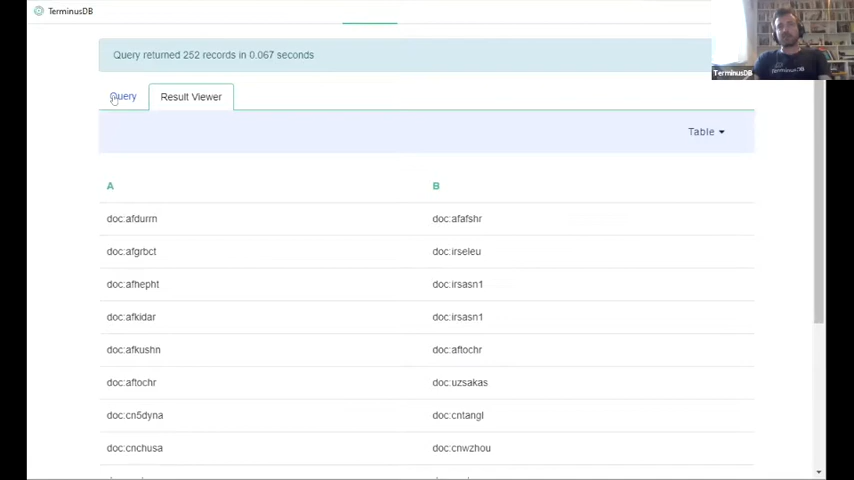 TerminusDB
Query returned 252 records in 0.067 seconds
Query
Result Viewer
Table
A B
doc:afdurrn doc:afafshr
doc:afgrbct doc:irseleu
doc:afhepht doc:irsasn1
doc:afkidar doc:irsasn1
doc:afkushn doc:aftochr
doc:aftochr doc:uzsakas
doc:cn5dyna doc:cntangl
doc:cnchusa doc:cnwzhou
TerminusDB
TerminusDB